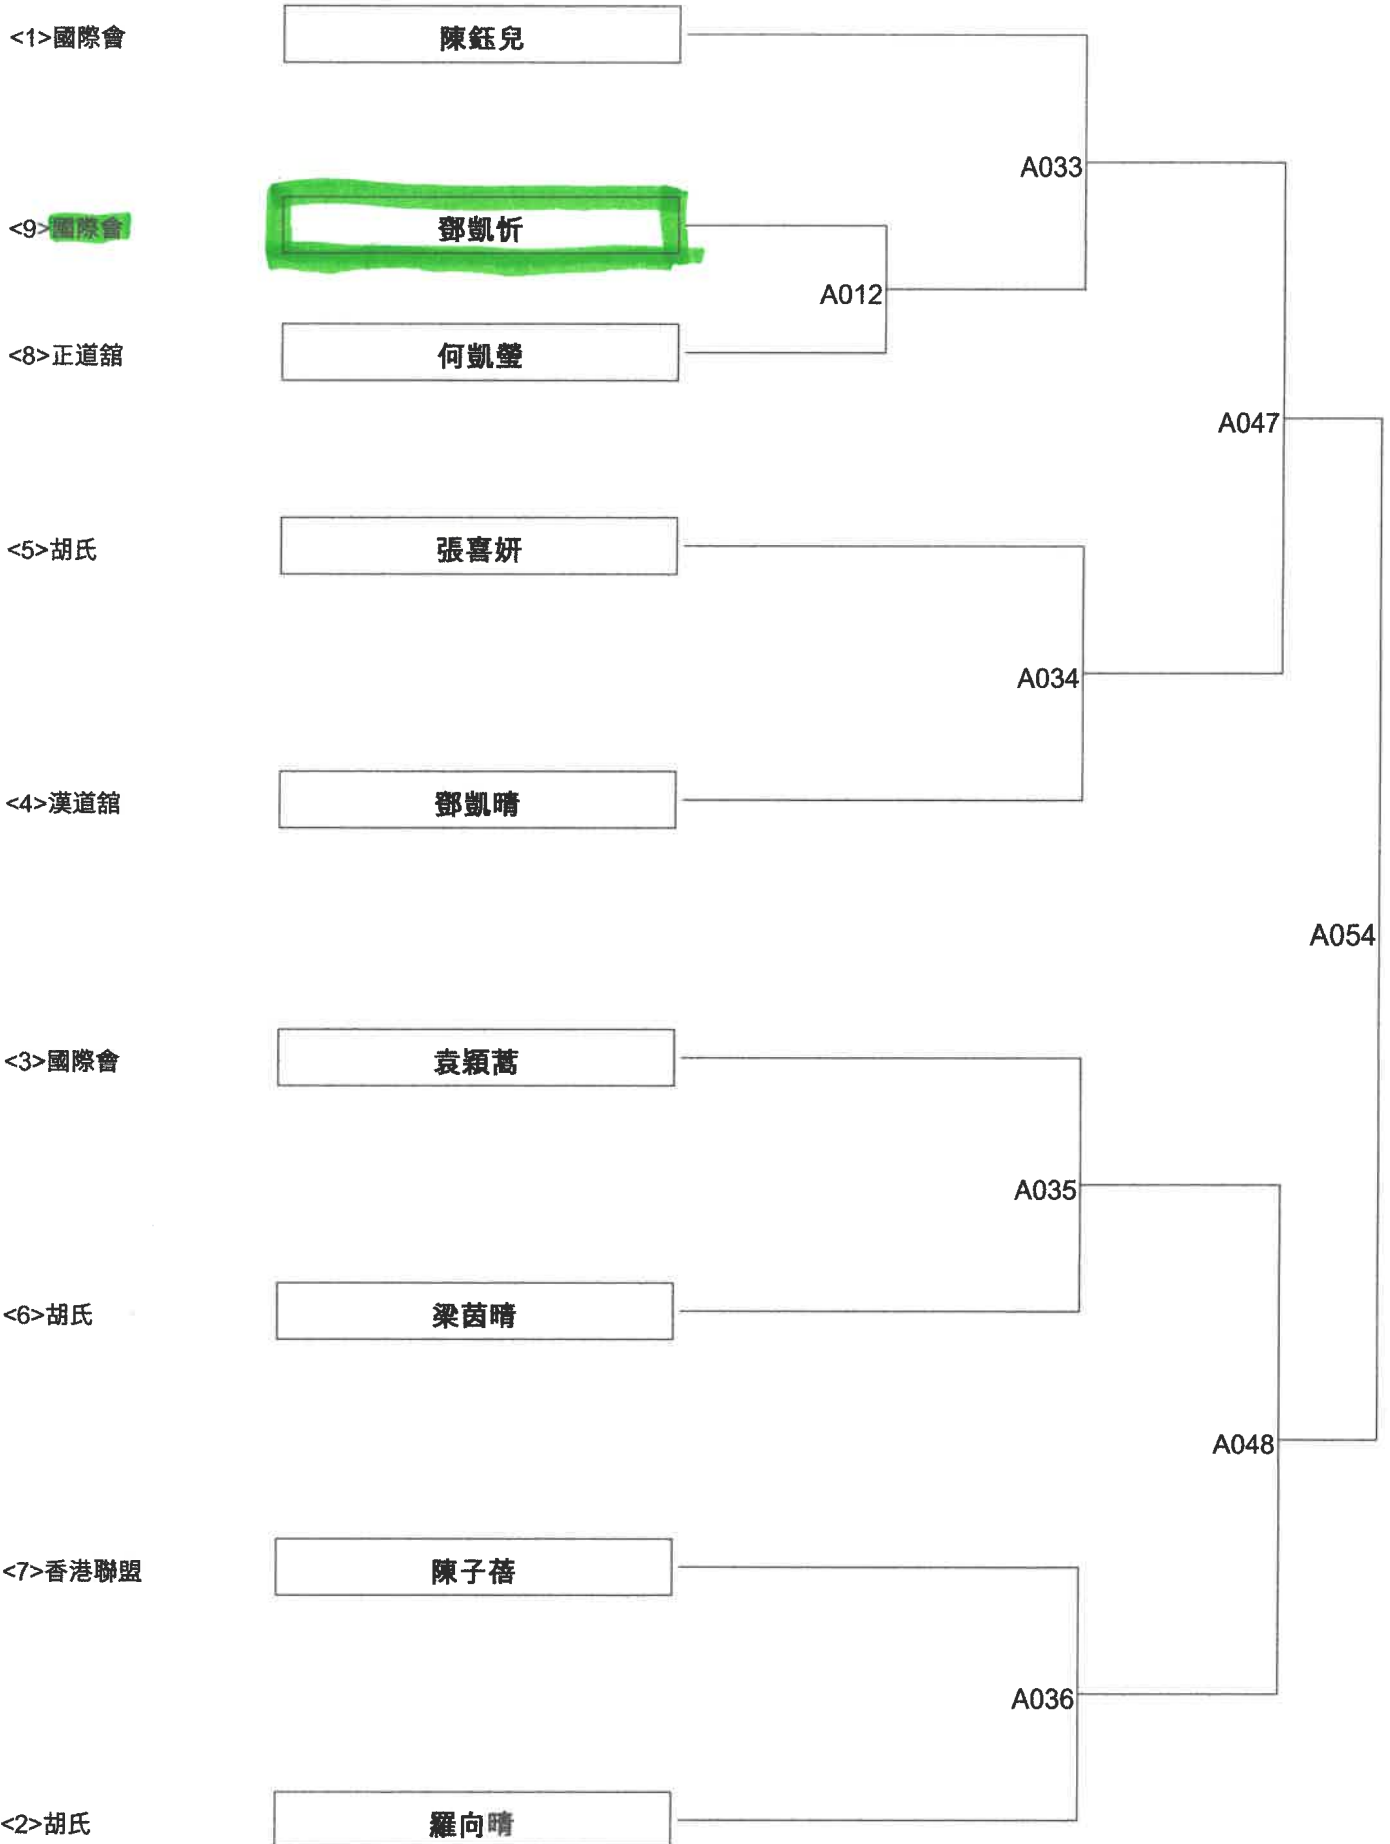 <1>國際會 陳鈺兒
A033
<9>國際會 鄧凱忻
A012
<8>正道舘 何凱瑩
A047
<5>胡氏 張喜妍
A034
<4>漢道舘 鄧凱晴
A054
<3>國際會 袁穎蒿
A035
<6>胡氏 梁茵晴
A048
<7>香港聯盟 陳子蓓
A036
<2>胡氏 羅向晴